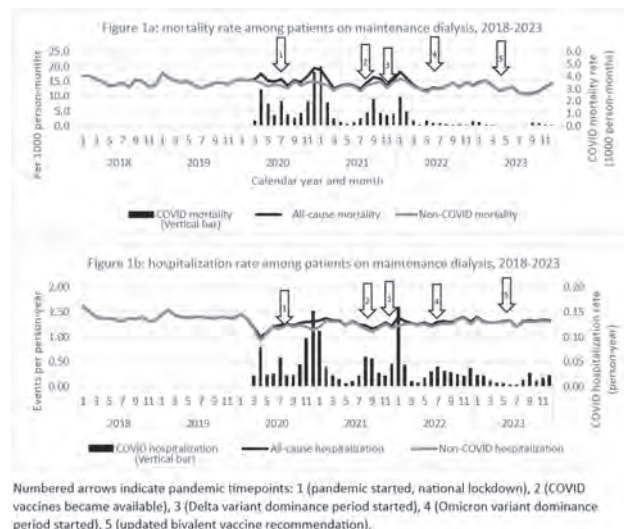 Figure 1a: mortality rate among patients on maintenance dialysis, 2018-2023
Per 1000 person-months
25.0
20.0
15.0
10.0
5.0
0.0
1
2
3
4
5
6.0
5.0
4.0
3.0
2.0
1.0
0.0
COVID mortality rate
(1000 person-months)
1 3 5 7 9 11 1 3 5 7 9 11 1 3 5 7 9 11 1 3 5 7 9 11 1 3 5 7 9 11 1 3 5 7 9 11
2018 2019 2020 2021 2022 2023
Calendar year and month
COVID mortality
(Vertical bar)
All-cause mortality
Non-COVID mortality
Figure 1b: hospitalization rate among patients on maintenance dialysis, 2018-2023
Events per person-year
2.00
1.50
1.00
0.50
0.00
1
2
3
4
5
0.20
0.15
0.10
0.05
0.00
COVID hospitalization rate
(person-year)
1 3 5 7 9 11 1 3 5 7 9 11 1 3 5 7 9 11 1 3 5 7 9 11 1 3 5 7 9 11 1 3 5 7 9 11
2018 2019 2020 2021 2022 2023
COVID hospitalization
(Vertical bar)
All-cause hospitalization
Non-COVID hospitalization
Numbered arrows indicate pandemic timepoints: 1 (pandemic started, national lockdown), 2 (COVID
vaccines became available), 3 (Delta variant dominance period started), 4 (Omicron variant dominance
period started), 5 (updated bivalent vaccine recommendation).